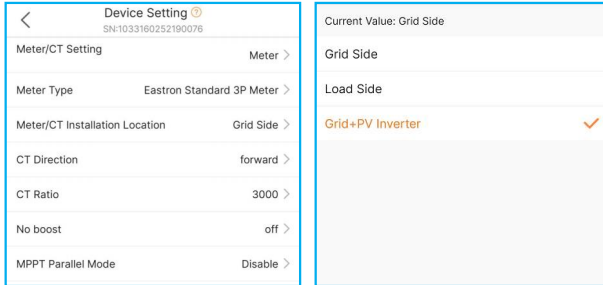 Device Setting ?
SN:1033160252190076
Meter/CT Setting Meter >
Meter Type Eastron Standard 3P Meter >
Meter/CT Installation Location Grid Side >
CT Direction forward >
CT Ratio 3000 >
No boost off >
MPPT Parallel Mode Disable >
Current Value: Grid Side
Grid Side
Load Side
Grid+PV Inverter